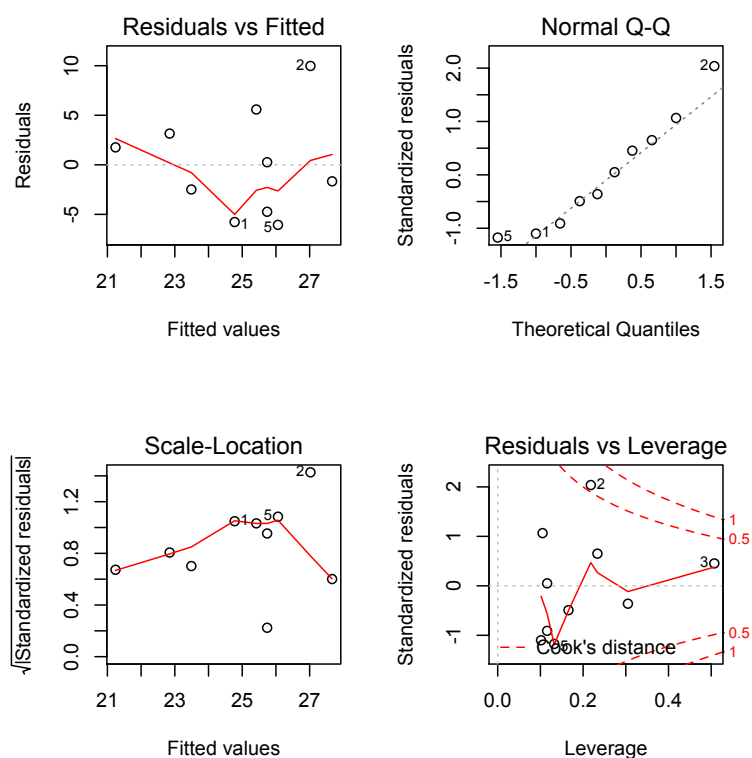 Residuals vs Fitted
Residuals
10
5
0
-5
2
1
5
21 23 25 27
Fitted values
Normal Q-Q
Standardized residuals
2.0
1.0
0.0
-1.0
2
1
5
-1.5 -0.5 0.5 1.5
Theoretical Quantiles
Scale-Location
√|Standardized residuals|
1.2
0.8
0.4
0.0
2
5
1
21 23 25 27
Fitted values
Residuals vs Leverage
Standardized residuals
2
1
0
-1
2
3
5
1
0.5
0.5
1
Cook's distance
0.0 0.2 0.4
Leverage